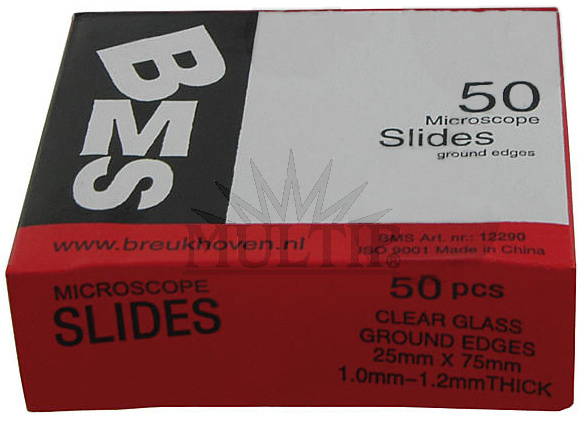 BMS
50
Microscope
Slides
ground edges
www.breukhoven.nl
BMS Art. nr.: 12290
ISO 9001 Made in China
MULTIP®
MICROSCOPE
SLIDES
50 pcs
CLEAR GLASS
GROUND EDGES
25mm X 75mm
1.0mm-1.2mmTHICK